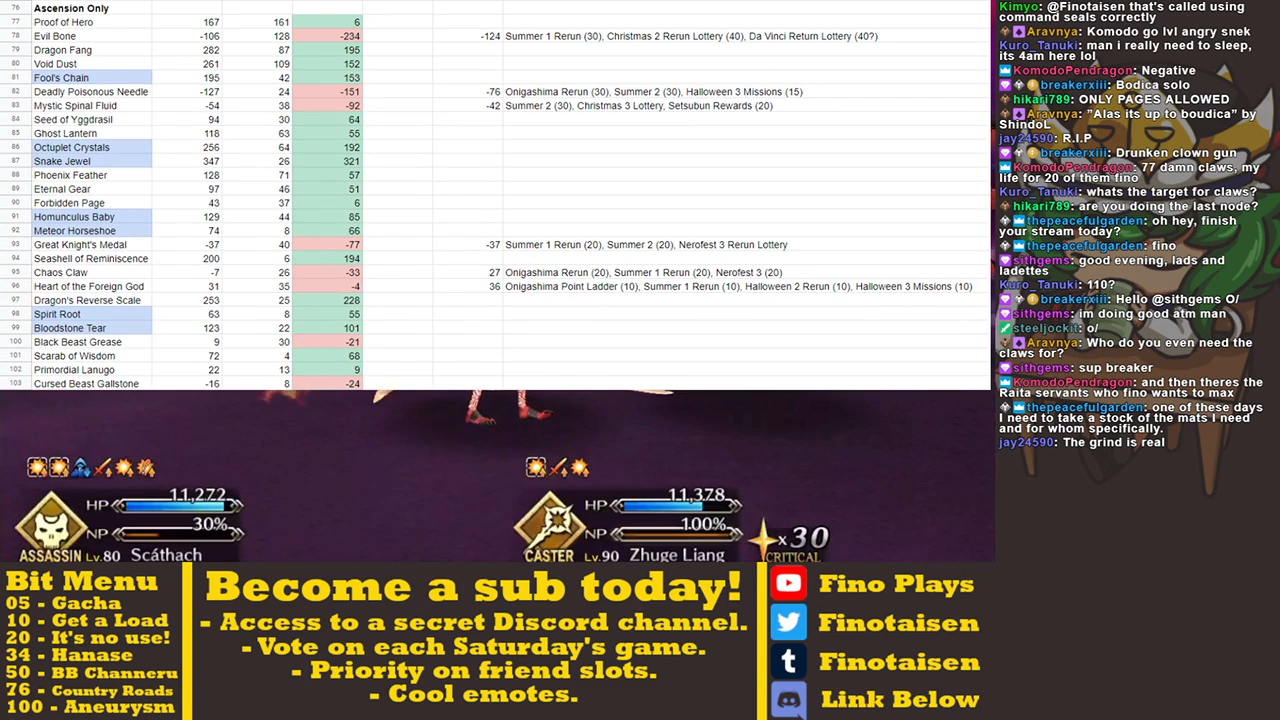 76 Ascension Only
77 Proof of Hero 167 161 6
78 Evil Bone -106 128 -234 -124 Summer 1 Rerun (30), Christmas 2 Rerun Lottery (40), Da Vinci Return Lottery (40?)
79 Dragon Fang 282 87 195
80 Void Dust 261 109 152
81 Fool's Chain 195 42 153
82 Deadly Poisonous Needle -127 24 -151 -76 Onigashima Rerun (30), Summer 2 (30), Halloween 3 Missions (15)
83 Mystic Spinal Fluid -54 38 -92 -42 Summer 2 (30), Christmas 3 Lottery, Setsubun Rewards (20)
84 Seed of Yggdrasil 94 30 64
85 Ghost Lantern 118 63 55
86 Octuplet Crystals 256 64 192
87 Snake Jewel 347 26 321
88 Phoenix Feather 128 71 57
89 Eternal Gear 97 46 51
90 Forbidden Page 43 37 6
91 Homunculus Baby 129 44 85
92 Meteor Horseshoe 74 8 66
93 Great Knight's Medal -37 40 -77 -37 Summer 1 Rerun (20), Summer 2 (20), Nerofest 3 Rerun Lottery
94 Seashell of Reminiscence 200 6 194
95 Chaos Claw -7 26 -33 27 Onigashima Rerun (20), Summer 1 Rerun (20), Nerofest 3 (20)
96 Heart of the Foreign God 31 35 -4 36 Onigashima Point Ladder (10), Summer 1 Rerun (10), Halloween 2 Rerun (10), Halloween 3 Missions (10)
97 Dragon's Reverse Scale 253 25 228
98 Spirit Root 63 8 55
99 Bloodstone Tear 123 22 101
100 Black Beast Grease 9 30 -21
101 Scarab of Wisdom 72 4 68
102 Primordial Lanugo 22 13 9
103 Cursed Beast Gallstone -16 8 -24
Kimyo: @Finotaisen that's called using
command seals correctly
Aravnya: Komodo go lvl angry snek
Kuro_Tanuki: man i really need to sleep,
its 4am here lol
KomodoPendragon: Negative
breakerxiii: Bodica solo
hikari789: ONLY PAGES ALLOWED
Aravnya: "Alas its up to boudica" by
ShindoL
jay24590: R.I.P
breakerxiii: Drunken clown gun
KomodoPendragon: 77 damn claws, my
life for 20 of them fino
Kuro_Tanuki: whats the target for claws?
hikari789: are you doing the last node?
thepeacefulgarden: oh hey, finish
your stream today?
thepeacefulgarden: fino
sithgems: good evening, lads and
ladettes
Kuro_Tanuki: 110?
thepeacefulgarden: Hello @sithgems O/
sithgems: im doing good atm man
steeljockit: o/
Aravnya: Who do you even need the
claws for?
sithgems: sup breaker
KomodoPendragon: and then theres the
Raita servants who fino wants to max
thepeacefulgarden: one of these days
I need to take a stock of the mats I need
and for whom specifically.
jay24590: The grind is real
HP 11,272
NP 30%
ASSASSIN Lv.80 Scáthach
HP 11,378
NP 100%
CASTER Lv.90 Zhuge Liang
x30
CRITICAL
Bit Menu
05 - Gacha
10 - Get a Load
20 - It's no use!
34 - Hanase
50 - BB Channeru
76 - Country Roads
100 - Aneurysm
Become a sub today!
- Access to a secret Discord channel.
- Vote on each Saturday's game.
- Priority on friend slots.
- Cool emotes.
Fino Plays
Finotaisen
Finotaisen
Link Below